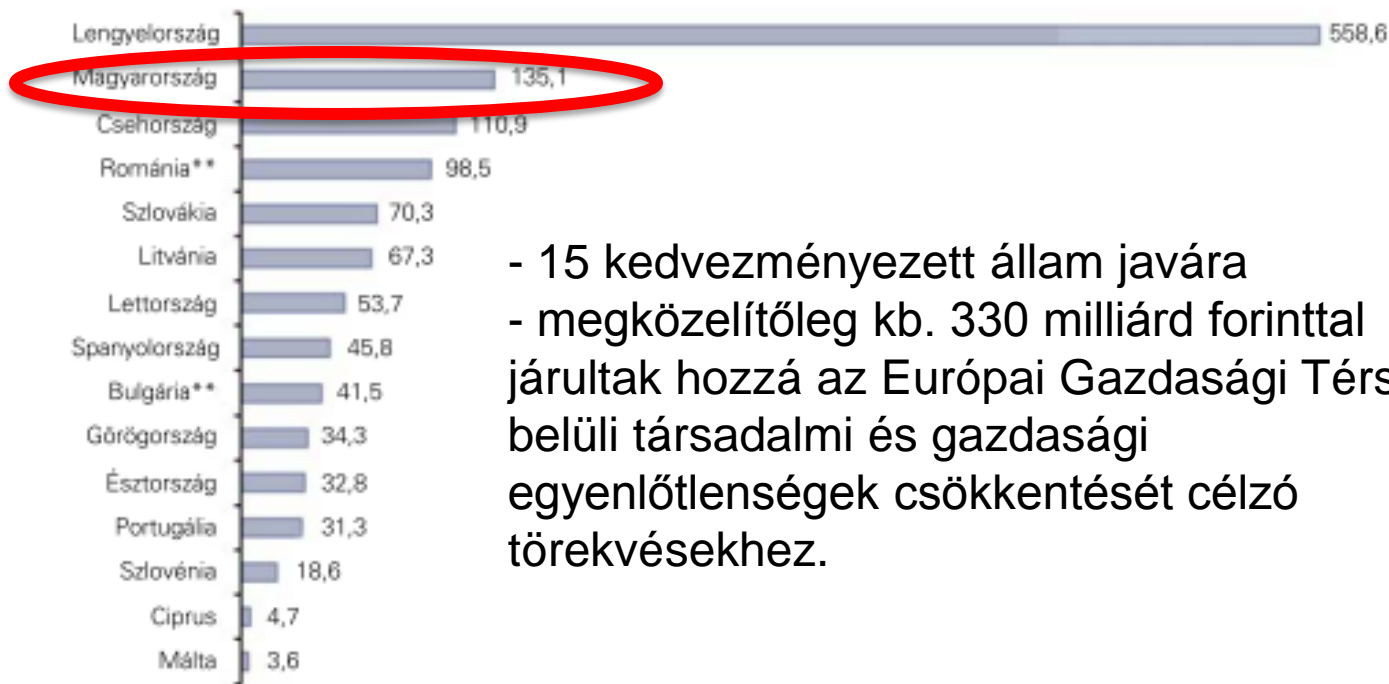 Lengyelország 558,6
Magyarország 135,1
Csehország 110,9
Románia** 98,5
Szlovákia 70,3
Litvánia 67,3
Lettország 53,7
Spanyolország 45,8
Bulgária** 41,5
Görögország 34,3
Észtország 32,8
Portugália 31,3
Szlovénia 18,6
Ciprus 4,7
Málta 3,6
- 15 kedvezményezett állam javára
- megközelítőleg kb. 330 milliárd forinttal
járultak hozzá az Európai Gazdasági Térs
belüli társadalmi és gazdasági
egyenlőtlenségek csökkentését célzó
törekvésekhez.